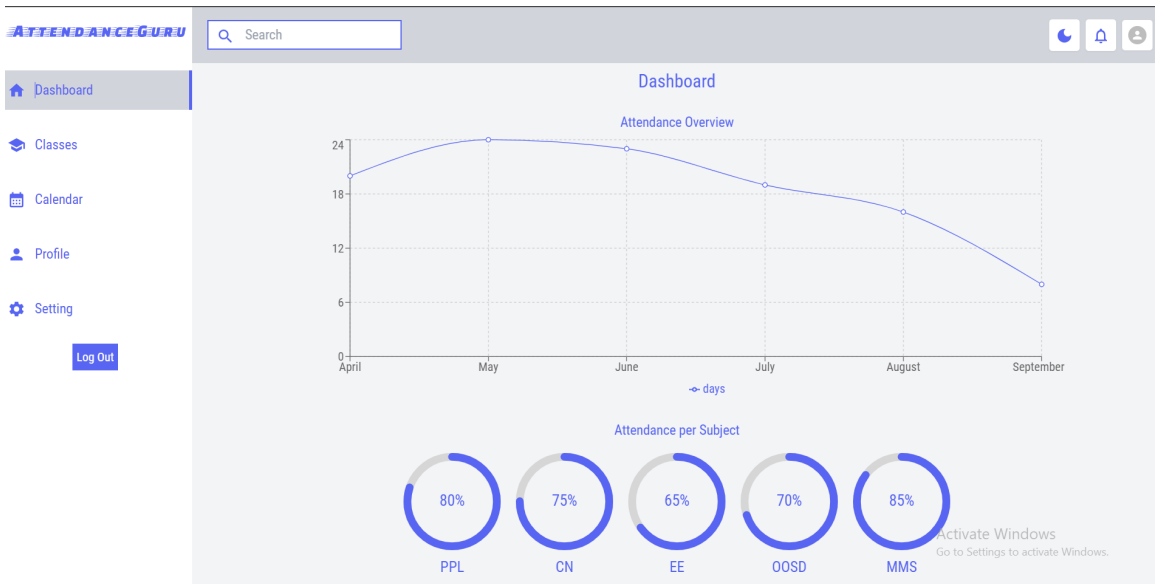 ATTENDANCEGURU
Search
Dashboard
Classes
Calendar
Profile
Setting
Log Out
Dashboard
Attendance Overview
24
18
12
6
0
April May June July August September
days
Attendance per Subject
80% 75% 65% 70% 85%
PPL CN EE OOSD MMS
Activate Windows
Go to Settings to activate Windows.